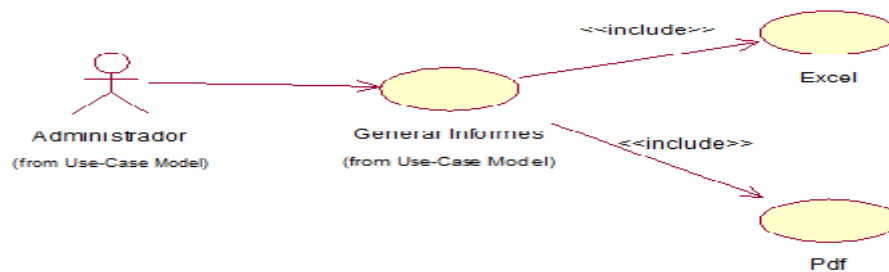 <<include>>
Excel
Administrador
(from Use-Case Model)
General Informes
(from Use-Case Model)
<<include>>
Pdf